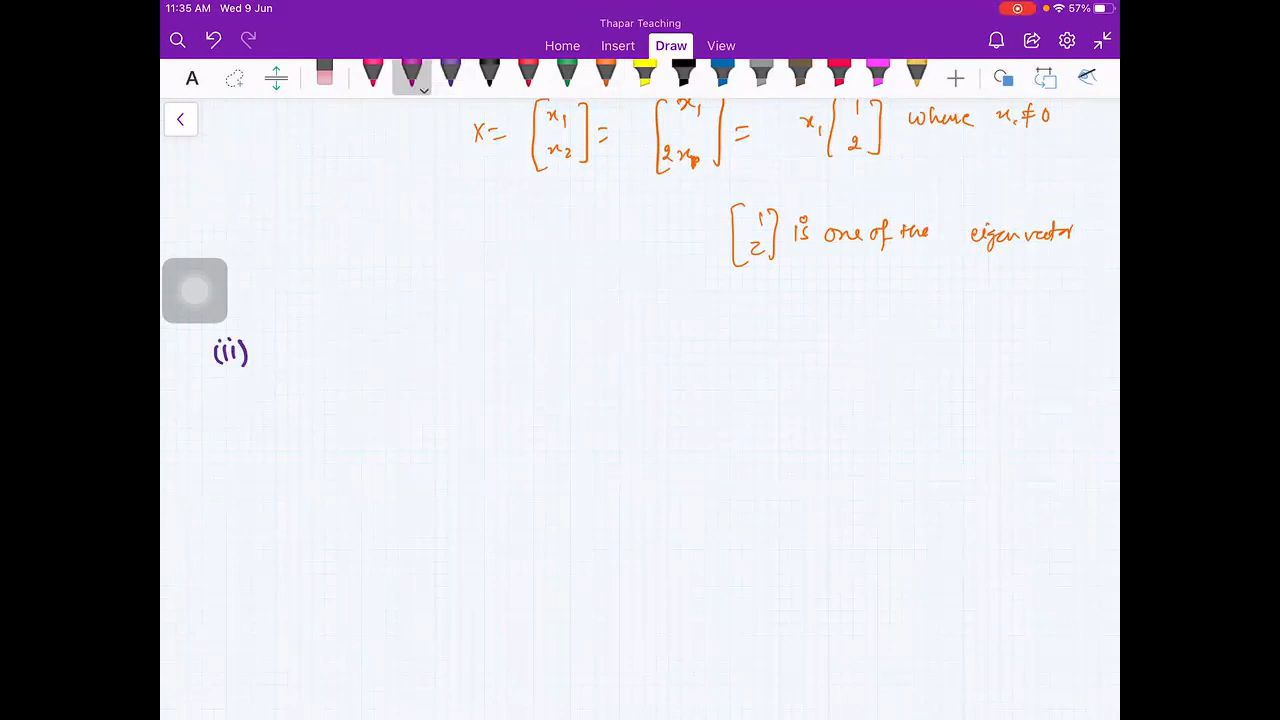 11:35 AM Wed 9 Jun
57%
Thapar Teaching
Home Insert Draw View
A
X = [x₁ x₂] = [x₁ 2x₁] = x₁ [1 2] where x₁ ≠ 0
[1 2] is one of the eigen vector
(ii)